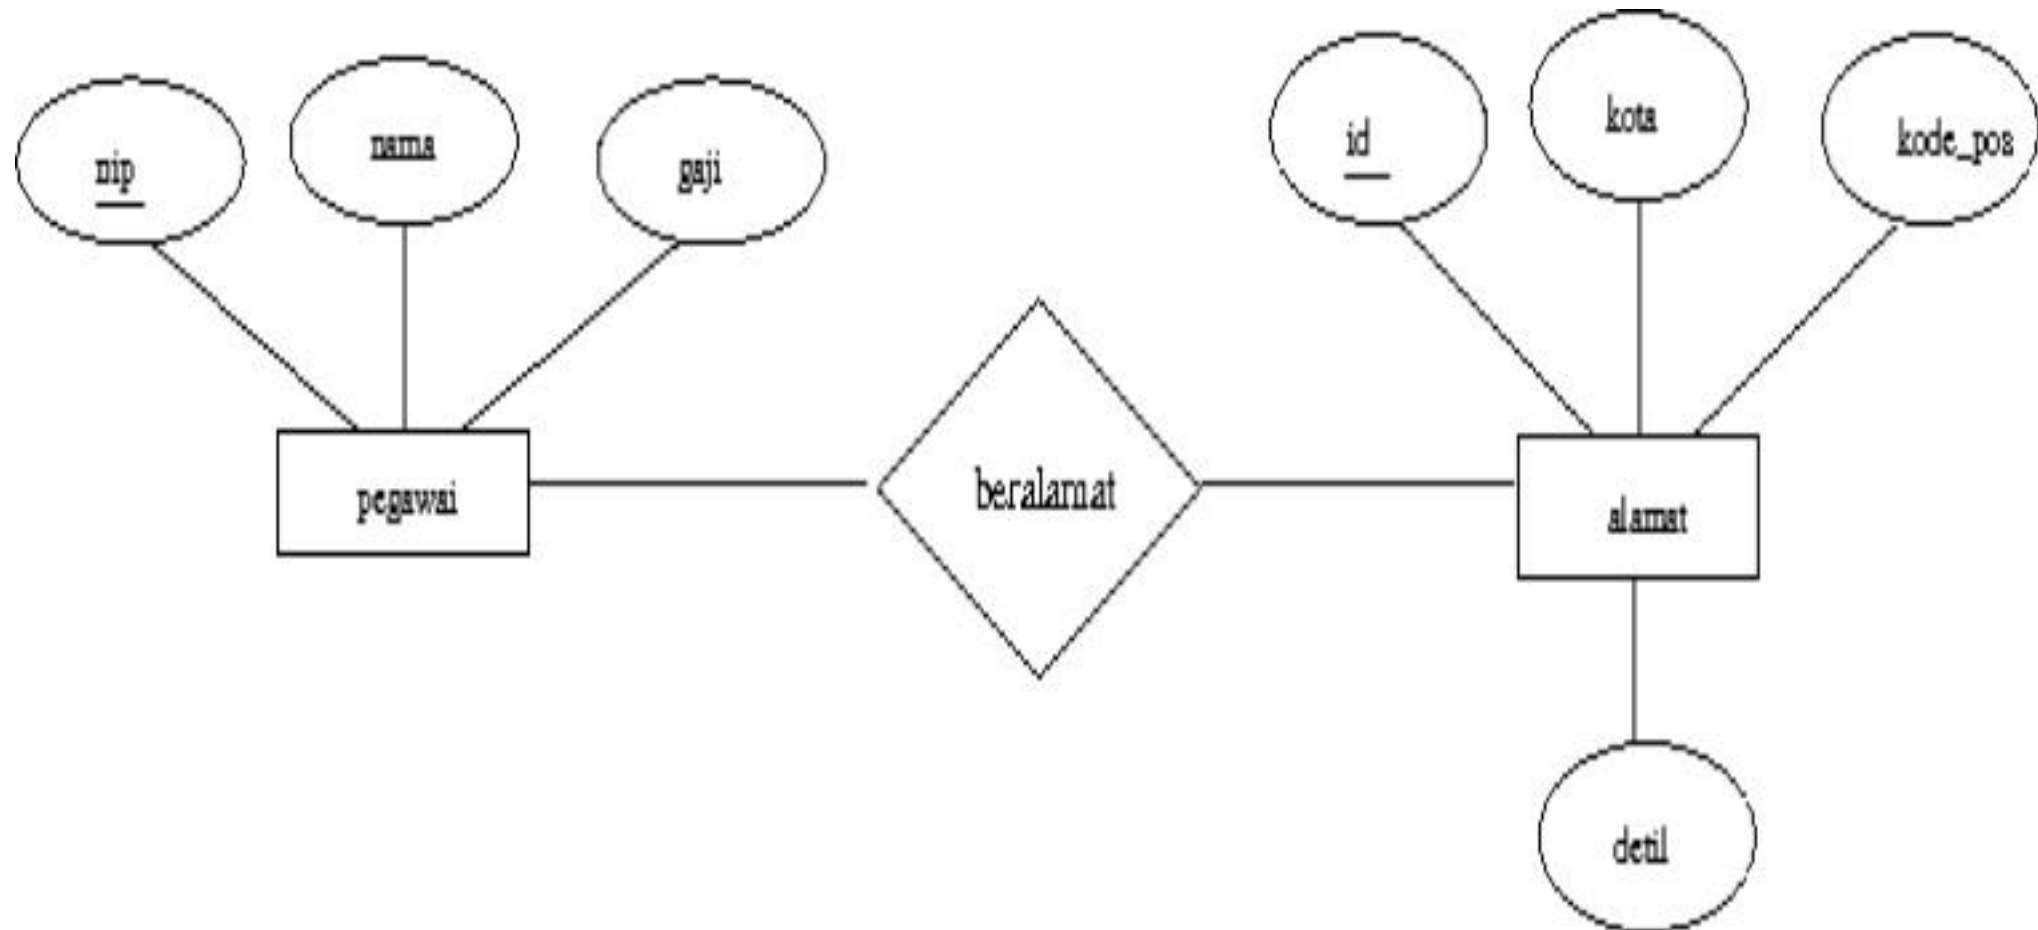 nip
nama
gaji
id
kota
kode_pos
pegawai
beralamat
alamat
detil